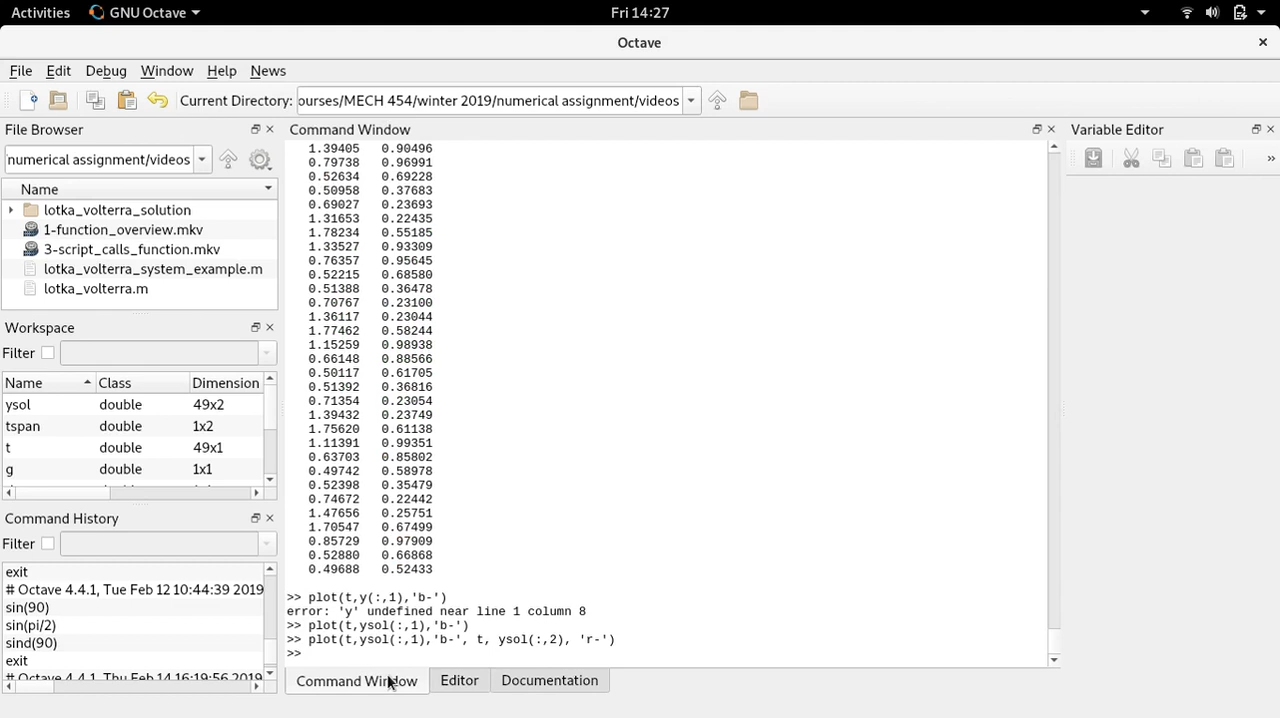 Activities GNU Octave Fri 14:27
Octave
File Edit Debug Window Help News
Current Directory: ourses/MECH 454/winter 2019/numerical assignment/videos
File Browser
numerical assignment/videos
Name
lotka_volterra_solution
1-function_overview.mkv
3-script_calls_function.mkv
lotka_volterra_system_example.m
lotka_volterra.m
Workspace
Filter
Name Class Dimension
ysol double 49x2
tspan double 1x2
t double 49x1
g double 1x1
Command History
Filter
exit
# Octave 4.4.1, Tue Feb 12 10:44:39 2019
sin(90)
sin(pi/2)
sind(90)
exit
# Octave 4.4.1, Thu Feb 14 16:19:56 2019
Command Window
1.39405 0.90496
0.79738 0.96991
0.52634 0.69228
0.50958 0.37683
0.69027 0.23693
1.31653 0.22435
1.78234 0.55185
1.33527 0.93309
0.76357 0.95645
0.52215 0.68580
0.51388 0.36478
0.70767 0.23100
1.36117 0.23044
1.77462 0.58244
1.15259 0.98938
0.66148 0.88566
0.50117 0.61705
0.51392 0.36816
0.71354 0.23054
1.39432 0.23749
1.75620 0.61138
1.11391 0.99351
0.63703 0.85802
0.49742 0.58978
0.52398 0.35479
0.74672 0.22442
1.47656 0.25751
1.70547 0.67499
0.85729 0.97909
0.52880 0.66868
0.49688 0.52433
>> plot(t,y(:,1),'b-')
error: 'y' undefined near line 1 column 8
>> plot(t,ysol(:,1),'b-')
>> plot(t,ysol(:,1),'b-', t, ysol(:,2), 'r-')
>>
Command Window Editor Documentation
Variable Editor
»